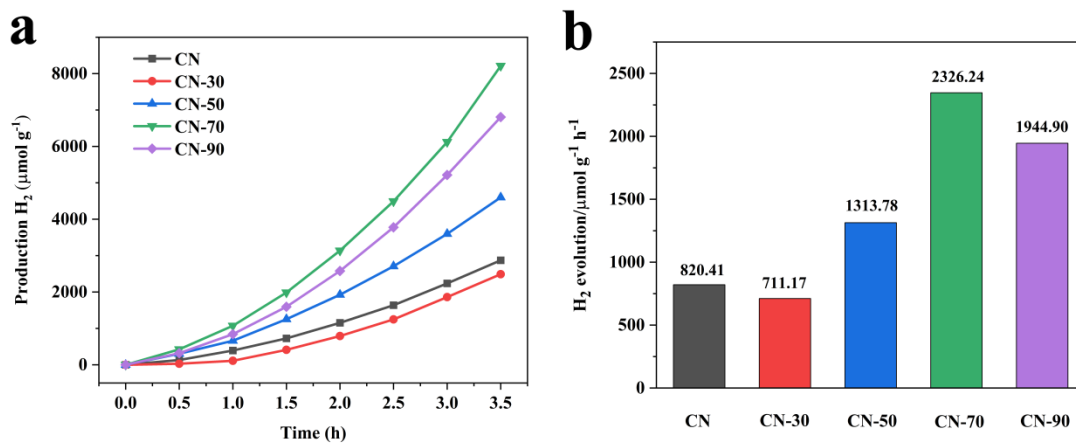 a
Production H₂ (μmol g⁻¹)
8000
6000
4000
2000
0
CN
CN-30
CN-50
CN-70
CN-90
0.0 0.5 1.0 1.5 2.0 2.5 3.0 3.5
Time (h)
b
H₂ evolution/μmol g⁻¹ h⁻¹
2500
2000
1500
1000
500
0
820.41
711.17
1313.78
2326.24
1944.90
CN CN-30 CN-50 CN-70 CN-90